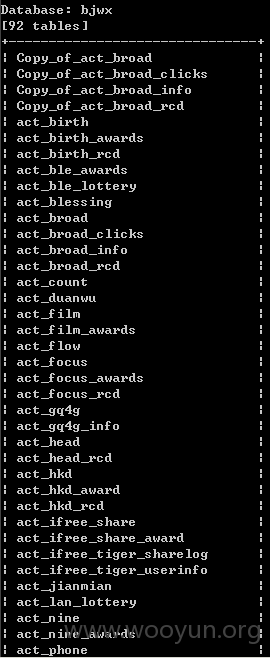 Database: bjwx
[92 tables]
+-------------------------------+
| Copy_of_act_broad |
| Copy_of_act_broad_clicks |
| Copy_of_act_broad_info |
| Copy_of_act_broad_rcd |
| act_birth |
| act_birth_awards |
| act_birth_rcd |
| act_ble_awards |
| act_ble_lottery |
| act_blessing |
| act_broad |
| act_broad_clicks |
| act_broad_info |
| act_broad_rcd |
| act_count |
| act_duanwu |
| act_film |
| act_film_awards |
| act_flow |
| act_focus |
| act_focus_awards |
| act_focus_rcd |
| act_gq4g |
| act_gq4g_info |
| act_head |
| act_head_rcd |
| act_hkd |
| act_hkd_award |
| act_hkd_rcd |
| act_ifree_share |
| act_ifree_share_award |
| act_ifree_tiger_sharelog |
| act_ifree_tiger_userinfo |
| act_jianmian |
| act_lan_lottery |
| act_nine |
| act_nine_awards |
| act_phone |
www.wooyun.org